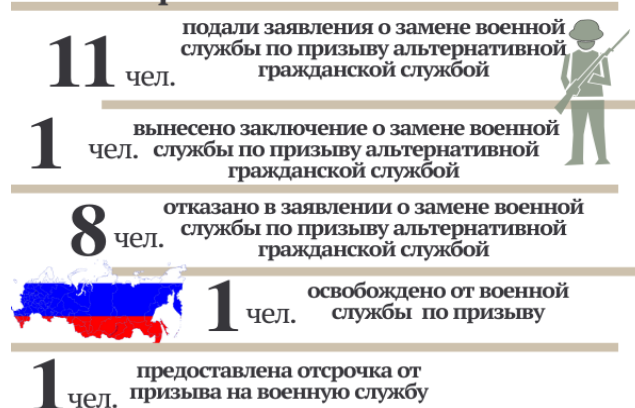 подали заявления о замене военной
11 чел. службы по призыву альтернативной
гражданской службой
вынесено заключение о замене военной
1 чел. службы по призыву альтернативной
гражданской службой
отказано в заявлении о замене военной
8 чел. службы по призыву альтернативной
гражданской службой
освобождено от военной
1 чел. службы по призыву
предоставлена отсрочка от
1 чел. призыва на военную службу